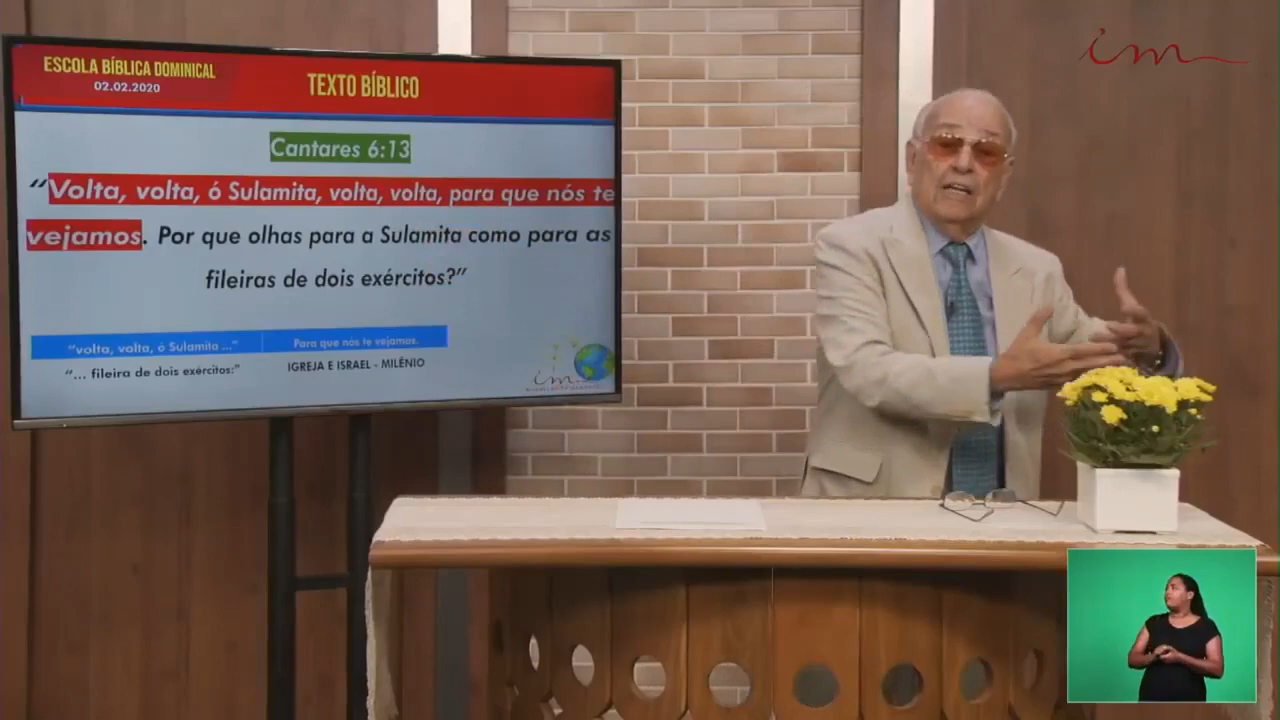 ESCOLA BÍBLICA DOMINICAL
02.02.2020
TEXTO BÍBLICO
Cantares 6:13
“Volta, volta, ó Sulamita, volta, volta, para que nós te
vejamos. Por que olhas para a Sulamita como para as
fileiras de dois exércitos?”
“volta, volta, ó Sulamita ...” Para que nós te vejamos.
“... fileira de dois exércitos:” IGREJA E ISRAEL - MILÊNIO
im
im